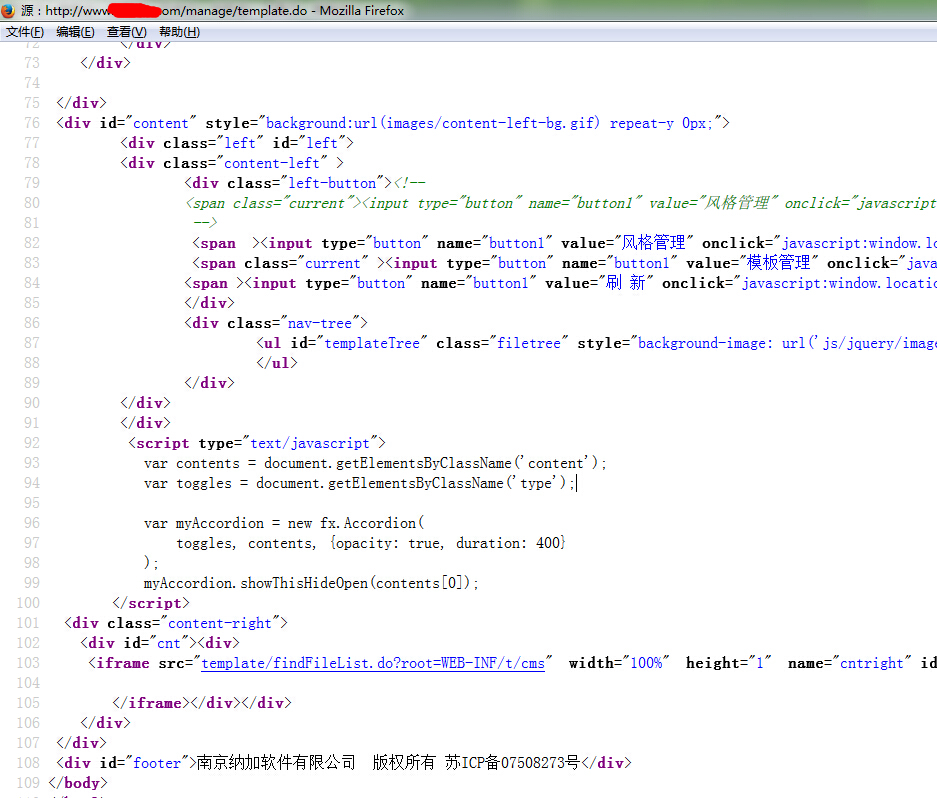 源 : http://www. .com/manage/template.do - Mozilla Firefox
文件(F) 编辑(E) 查看(V) 帮助(H)
72 </div>
73 </div>
74
75 </div>
76 <div id="content" style="background:url(images/content-left-bg.gif) repeat-y 0px;">
77 <div class="left" id="left">
78 <div class="content-left" >
79 <div class="left-button"><!--
80 <span class="current"><input type="button" name="button1" value="风格管理" onclick="javascript
81 -->
82 <span ><input type="button" name="button1" value="风格管理" onclick="javascript:window.lo
83 <span class="current" ><input type="button" name="button1" value="模板管理" onclick="java
84 <span ><input type="button" name="button1" value="刷 新" onclick="javascript:window.locatio
85 </div>
86 <div class="nav-tree">
87 <ul id="templateTree" class="filetree" style="background-image: url('js/jquery/image
88 </ul>
89 </div>
90 </div>
91 </div>
92 <script type="text/javascript">
93 var contents = document.getElementsByClassName('content');
94 var toggles = document.getElementsByClassName('type');
95
96 var myAccordion = new fx.Accordion(
97 toggles, contents, {opacity: true, duration: 400}
98 );
99 myAccordion.showThisHideOpen(contents[0]);
100 </script>
101 <div class="content-right">
102 <div id="cnt"><div>
103 <iframe src="template/findFileList.do?root=WEB-INF/t/cms" width="100%" height="1" name="cntright" id
104
105 </iframe></div></div>
106 </div>
107 </div>
108 <div id="footer">南京纳加软件有限公司 版权所有 苏ICP备07508273号</div>
109 </body>